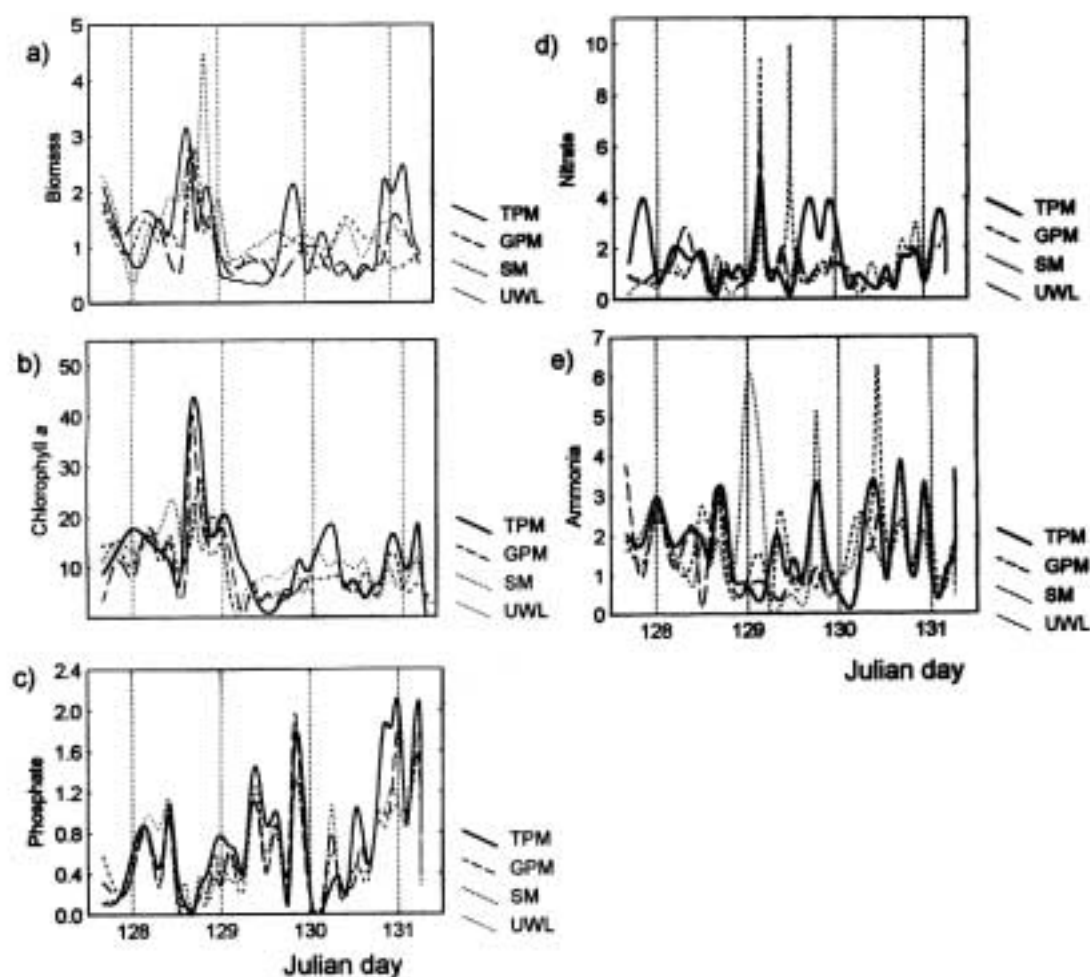 a)
Biomass
5
4
3
2
1
0
TPM
GPM
SM
UWL
b)
Chlorophyll a
50
40
30
20
10
TPM
GPM
SM
UWL
c)
Phosphate
2.4
2.0
1.6
1.2
0.8
0.4
0.0
128 129 130 131
Julian day
TPM
GPM
SM
UWL
d)
Nitrate
10
8
6
4
2
0
TPM
GPM
SM
UWL
e)
Ammonia
7
6
5
4
3
2
1
0
128 129 130 131
Julian day
TPM
GPM
SM
UWL